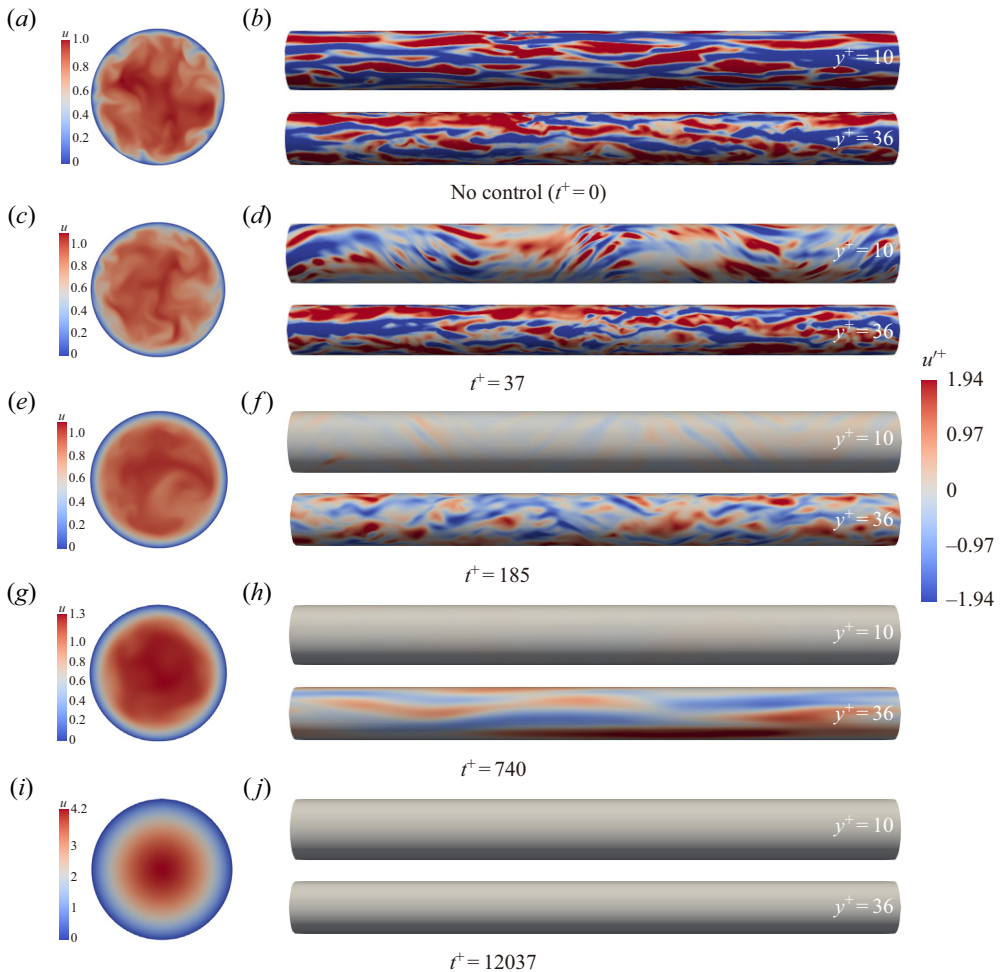 (a)
u
1.0
0.8
0.6
0.4
0.2
0
(b)
y+ = 10
y+ = 36
No control (t+ = 0)
(c)
u
1.0
0.8
0.6
0.4
0.2
0
(d)
y+ = 10
y+ = 36
t+ = 37
(e)
u
1.0
0.8
0.6
0.4
0.2
0
(f)
y+ = 10
y+ = 36
t+ = 185
u′+
1.94
0.97
0
−0.97
−1.94
(g)
u
1.3
1.0
0.8
0.6
0.4
0.2
0
(h)
y+ = 10
y+ = 36
t+ = 740
(i)
u
4.2
3
2
1
0
(j)
y+ = 10
y+ = 36
t+ = 12037